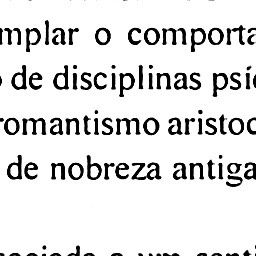 mplar o comporta
de disciplinas psí
romantismo aristoc
de nobreza antiga